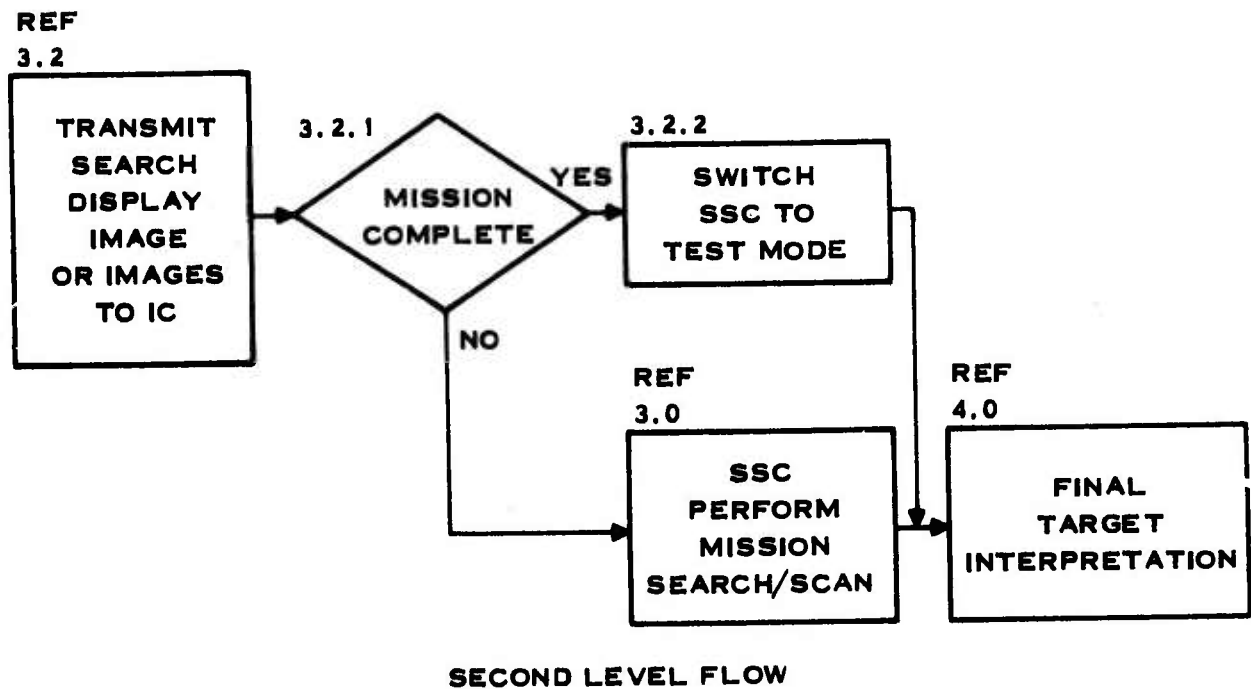 REF
3.2
TRANSMIT
SEARCH
DISPLAY
IMAGE
OR IMAGES
TO IC
3.2.1
MISSION
COMPLETE
YES
NO
3.2.2
SWITCH
SSC TO
TEST MODE
REF
3.0
SSC
PERFORM
MISSION
SEARCH/SCAN
REF
4.0
FINAL
TARGET
INTERPRETATION
SECOND LEVEL FLOW